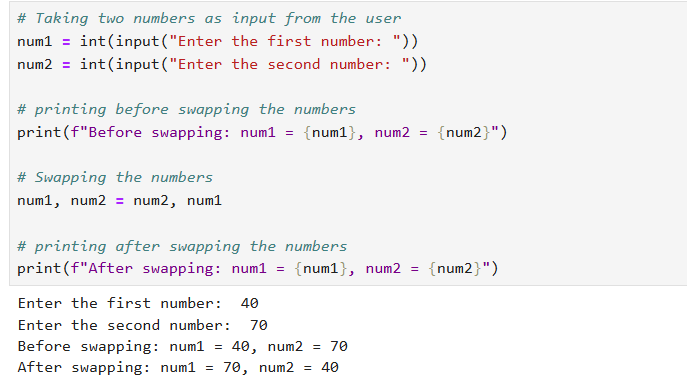 # Taking two numbers as input from the user
num1 = int(input("Enter the first number: "))
num2 = int(input("Enter the second number: "))
# printing before swapping the numbers
print(f"Before swapping: num1 = {num1}, num2 = {num2}")
# Swapping the numbers
num1, num2 = num2, num1
# printing after swapping the numbers
print(f"After swapping: num1 = {num1}, num2 = {num2}")
Enter the first number:  40
Enter the second number:  70
Before swapping: num1 = 40, num2 = 70
After swapping: num1 = 70, num2 = 40